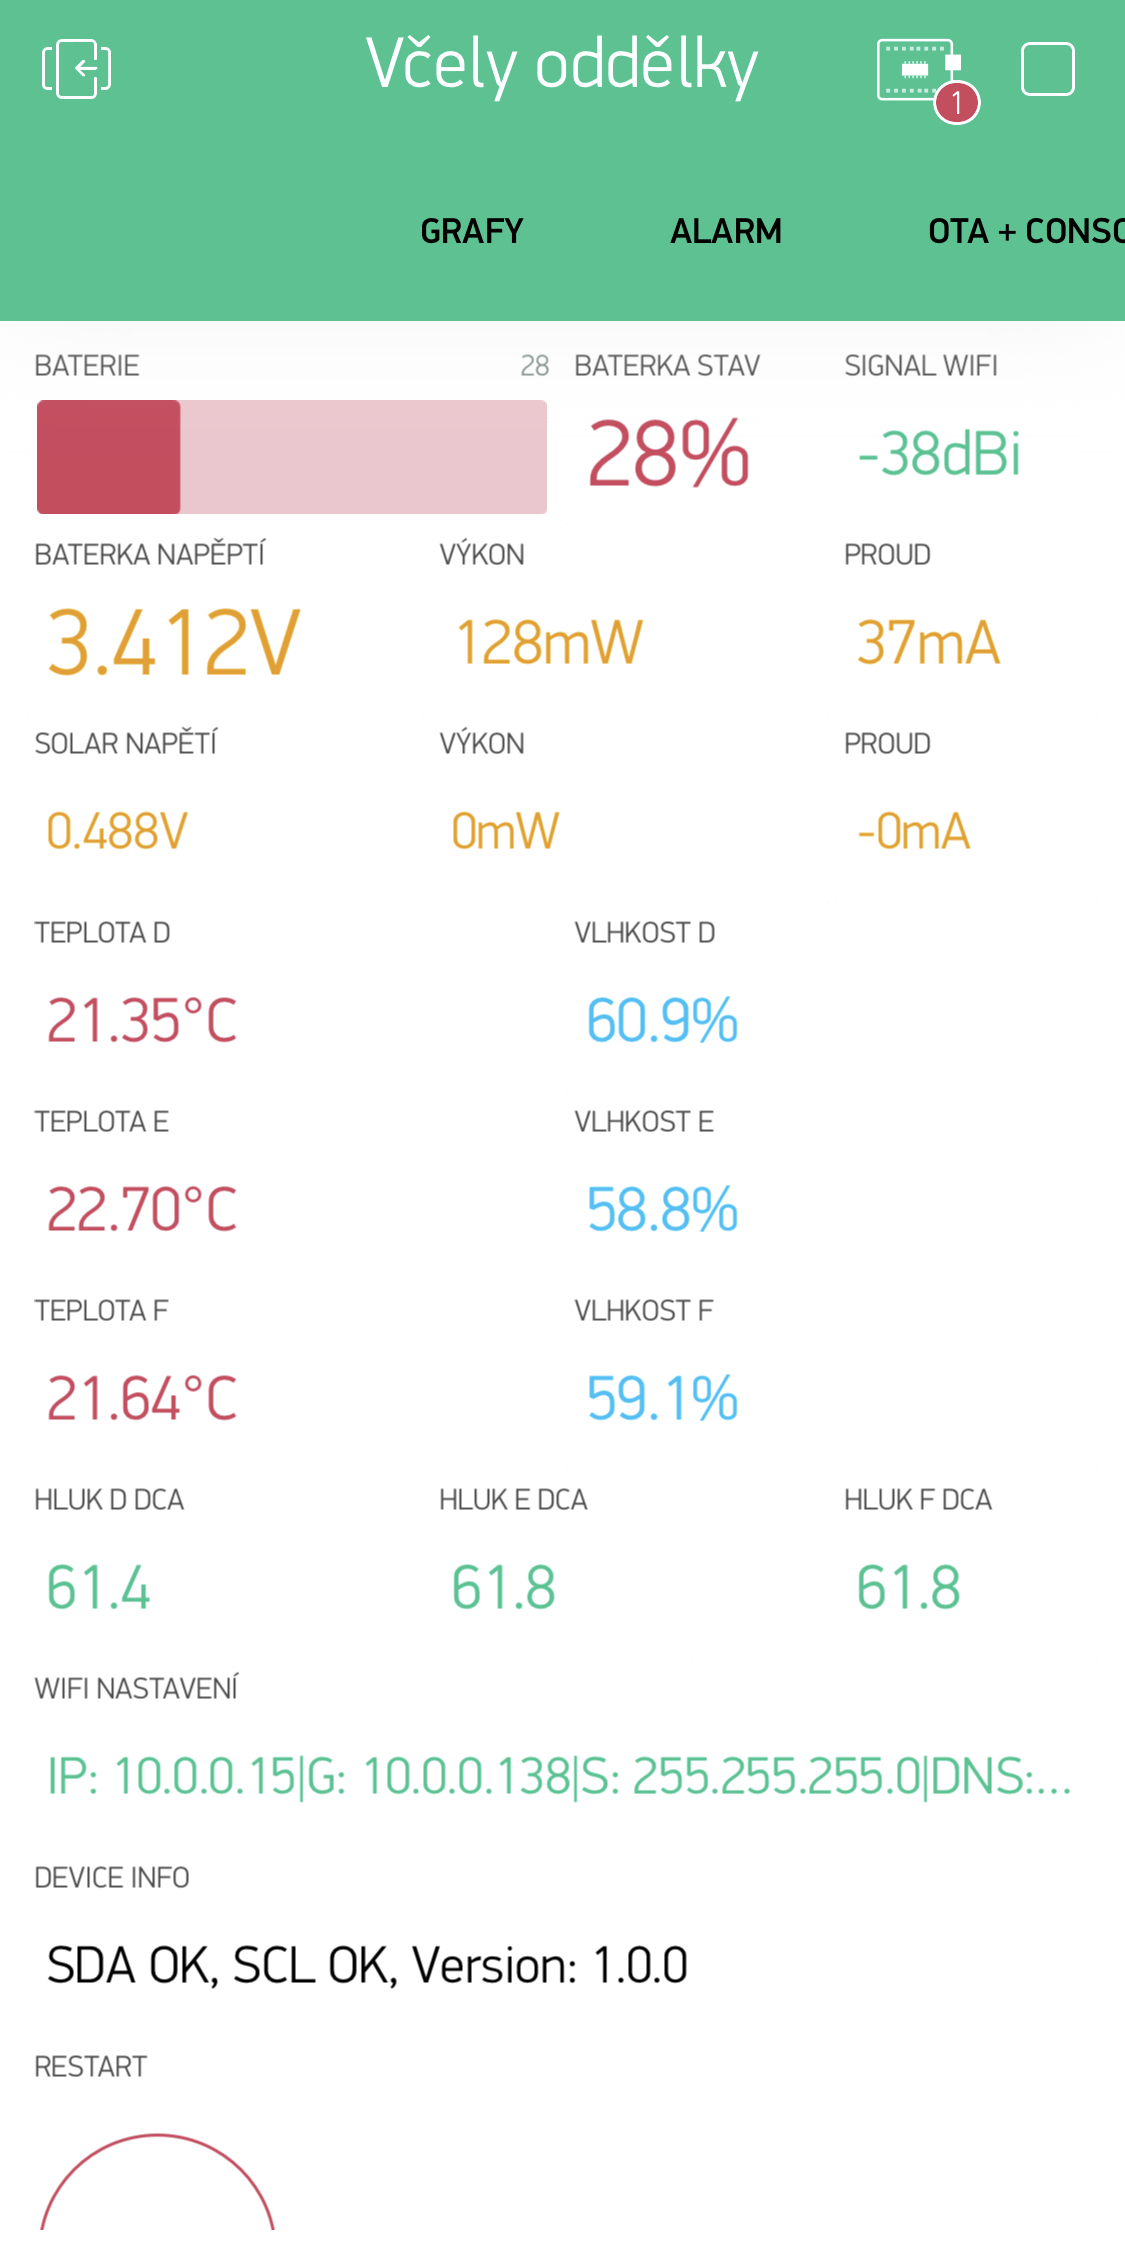 Včely oddělky
1
GRAFY ALARM OTA + CONSO
BATERIE 28 BATERKA STAV SIGNAL WIFI
28% -38dBi
BATERKA NAPĚPTÍ VÝKON PROUD
3.412V 128mW 37mA
SOLAR NAPĚTÍ VÝKON PROUD
0.488V 0mW -0mA
TEPLOTA D VLHKOST D
21.35°C 60.9%
TEPLOTA E VLHKOST E
22.70°C 58.8%
TEPLOTA F VLHKOST F
21.64°C 59.1%
HLUK D DCA HLUK E DCA HLUK F DCA
61.4 61.8 61.8
WIFI NASTAVENÍ
IP: 10.0.0.15|G: 10.0.0.138|S: 255.255.255.0|DNS:...
DEVICE INFO
SDA OK, SCL OK, Version: 1.0.0
RESTART